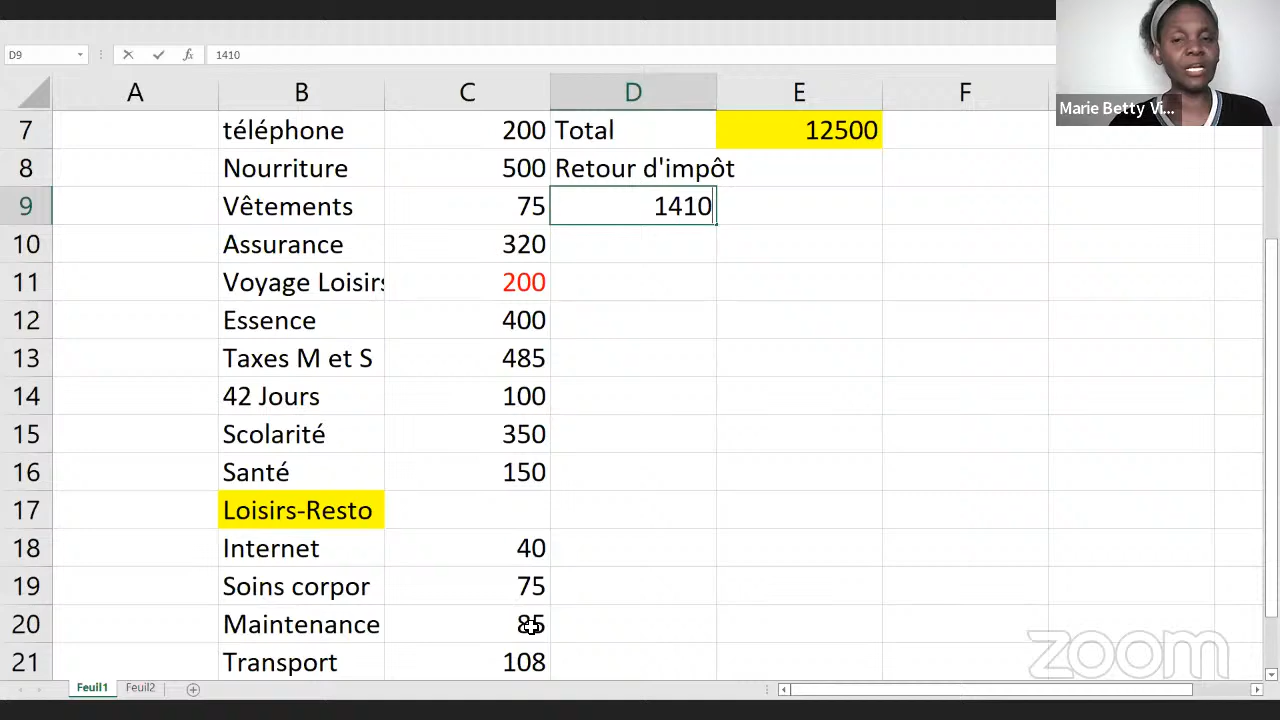 D9 fx 1410
Marie Betty Vi...
A B C D E F
7 téléphone 200 Total 12500
8 Nourriture 500 Retour d'impôt
9 Vêtements 75 1410
10 Assurance 320
11 Voyage Loisirs 200
12 Essence 400
13 Taxes M et S 485
14 42 Jours 100
15 Scolarité 350
16 Santé 150
17 Loisirs-Resto
18 Internet 40
19 Soins corpor 75
20 Maintenance 85
21 Transport 108
zoom
Feuil1 Feuil2